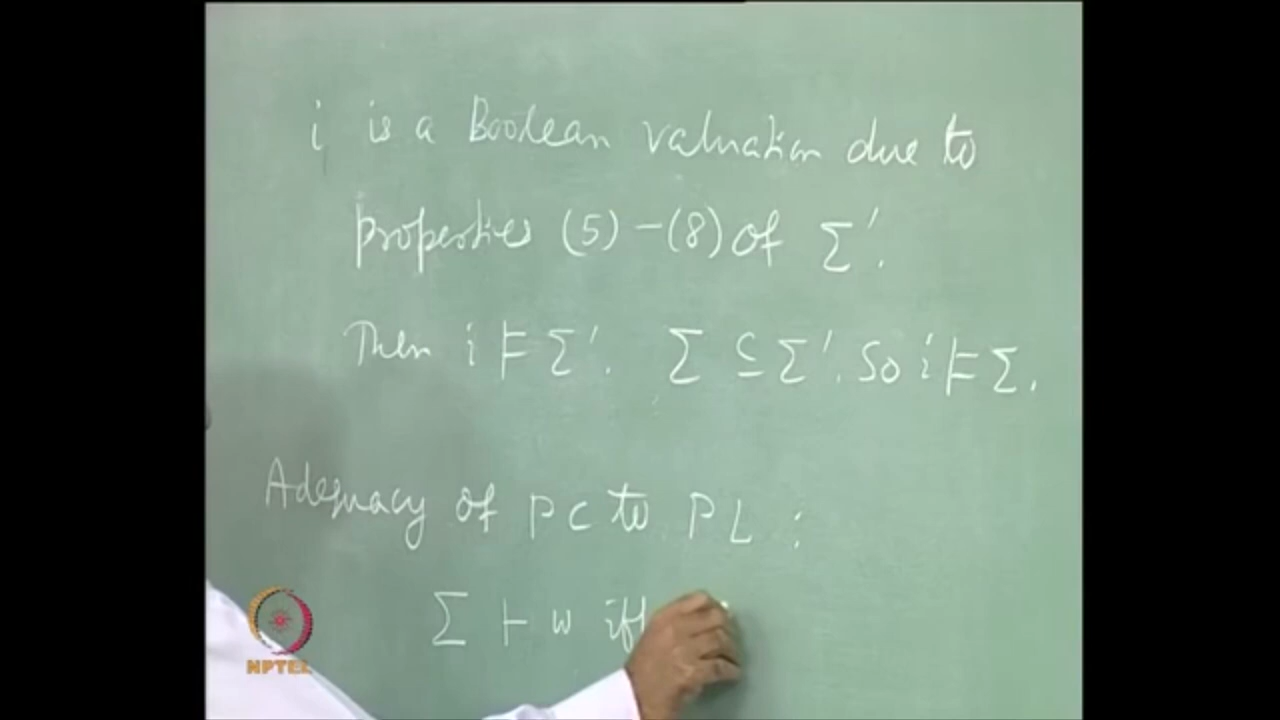 i is a Boolean valuation due to
properties (5)-(8) of Σ'.
Then i ⊨ Σ'. Σ ⊆ Σ'. So i ⊨ Σ.
Adequacy of PC to PL :
Σ ⊢ w iff
NPTEL